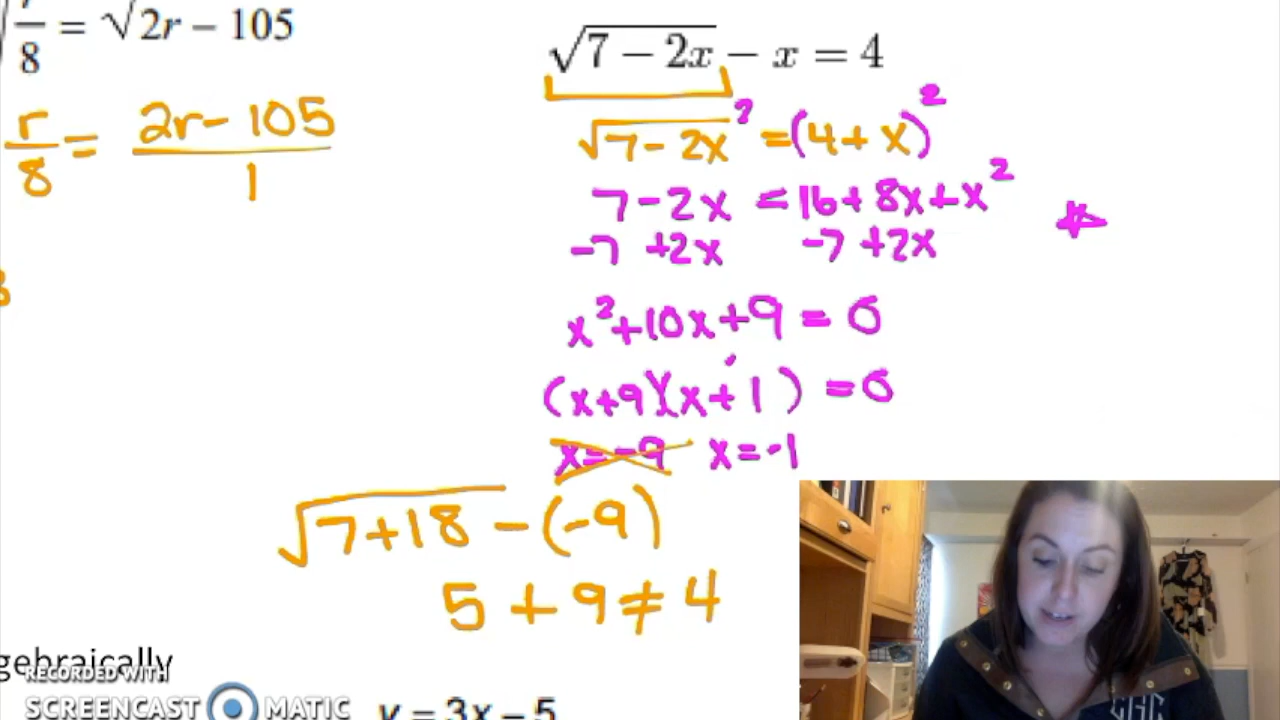 /8 = √2r – 105
r/8 = 2r - 105/1
√7 – 2x – x = 4
√7 - 2x² = (4 + x)²
7 - 2x = 16 + 8x + x²
-7 +2x -7 +2x
x² + 10x + 9 = 0
(x+9)(x+1) = 0
x = -9 x = -1
√7+18 - (-9)
5 + 9 ≠ 4
gebraically
RECORDED WITH
SCREENCAST MATIC
y = 3x – 5